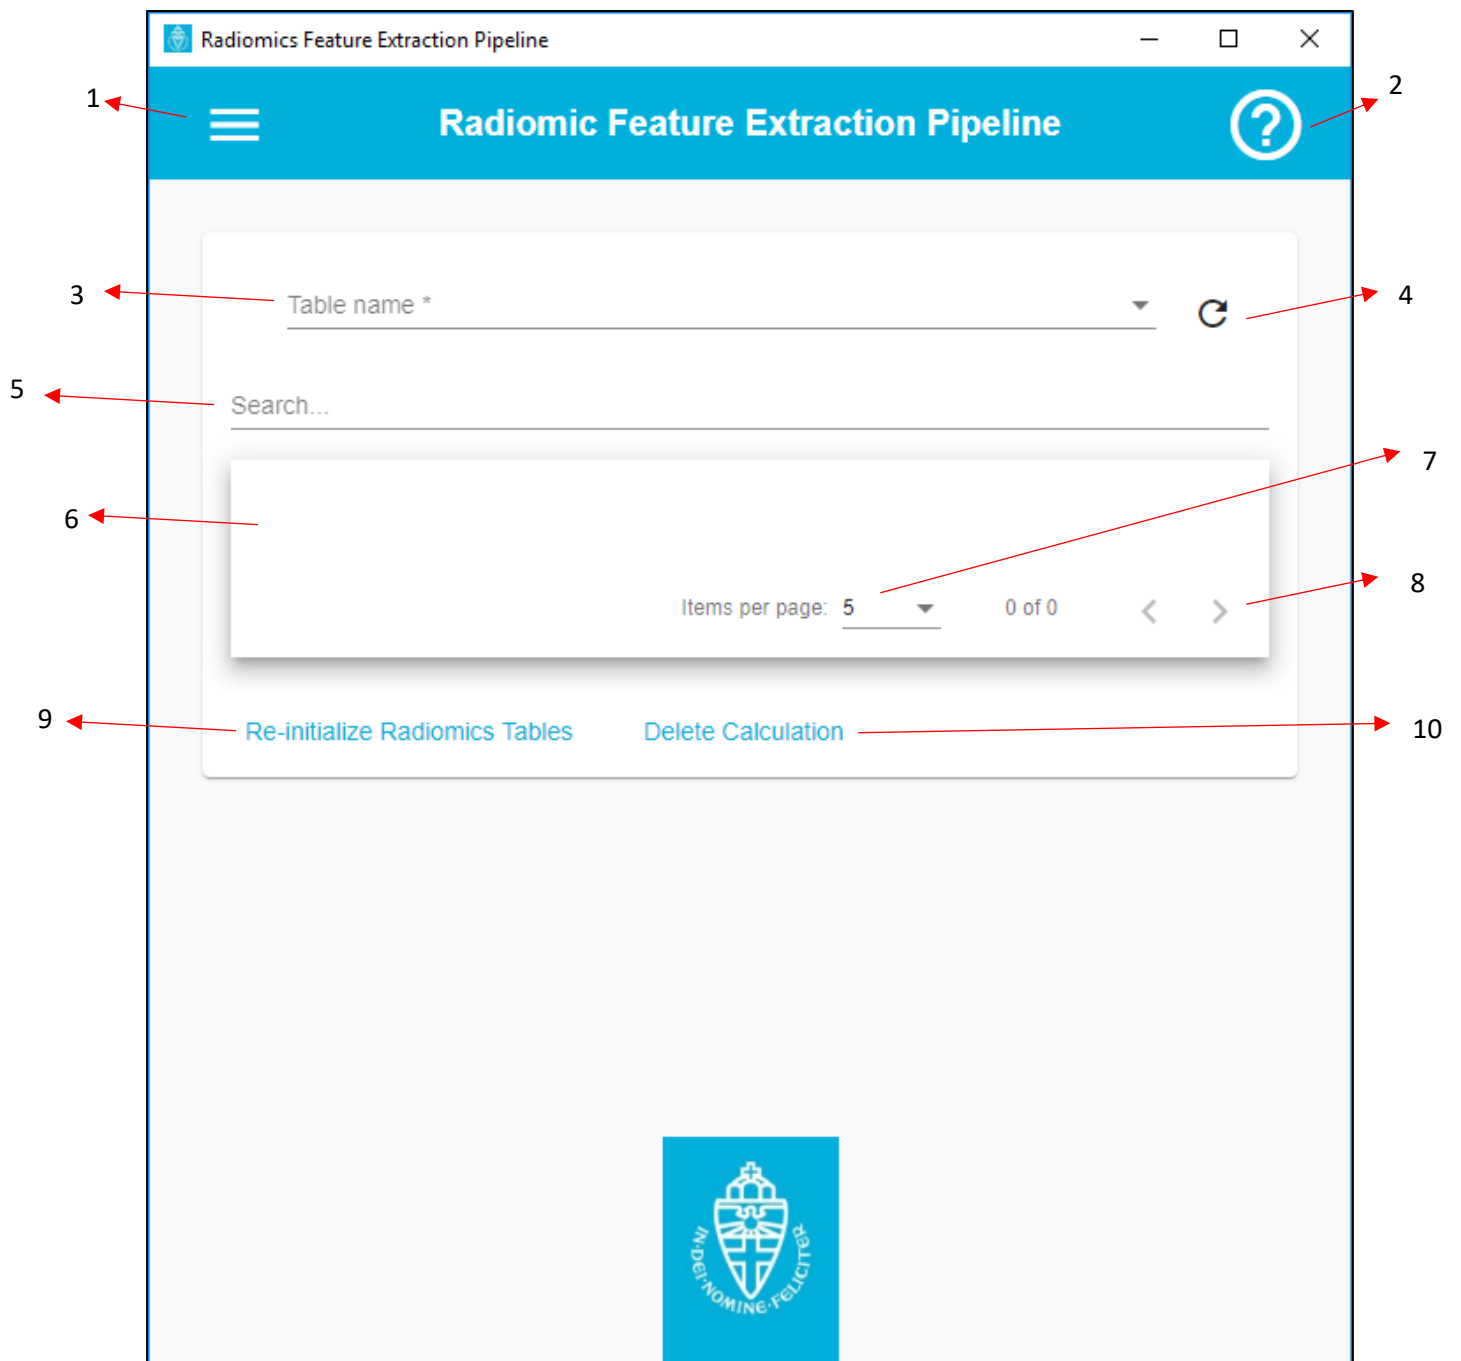 Radiomics Feature Extraction Pipeline
1
Radiomic Feature Extraction Pipeline
2
3
Table name *
4
5
Search...
7
6
Items per page: 5
0 of 0
8
9
Re-initialize Radiomics Tables
Delete Calculation
10
IN·DEI·NOMINE·FELICITER